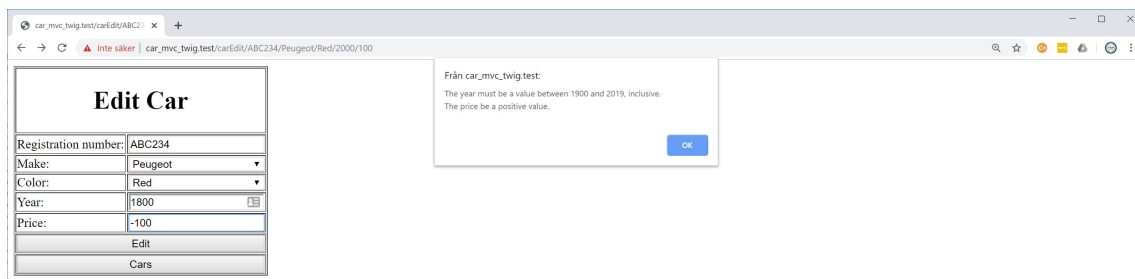 car_mvc_twig.test/carEdit/ABC23
Inte säker | car_mvc_twig.test/carEdit/ABC234/Peugeot/Red/2000/100
Från car_mvc_twig.test:
The year must be a value between 1900 and 2019, inclusive.
The price be a positive value.
OK
Edit Car
Registration number: ABC234
Make: Peugeot
Color: Red
Year: 1800
Price: -100
Edit
Cars